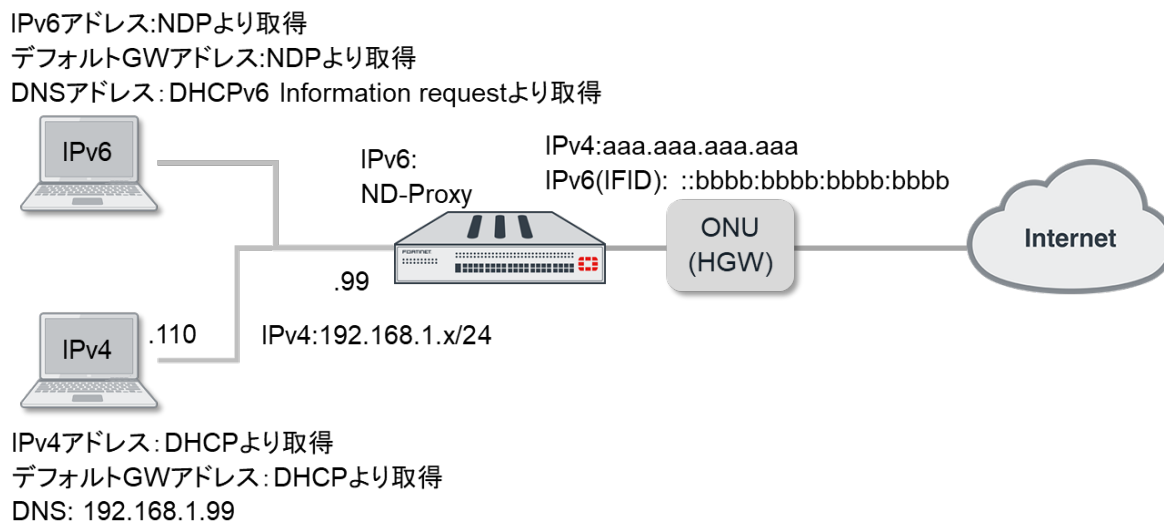 IPv6アドレス:NDPより取得
デフォルトGWアドレス:NDPより取得
DNSアドレス：DHCPv6 Information requestより取得
IPv6
IPv6:
ND-Proxy
IPv4:aaa.aaa.aaa.aaa
IPv6(IFID): ::bbbb:bbbb:bbbb:bbbb
FORTINET
ONU
(HGW)
Internet
.99
.110
IPv4:192.168.1.x/24
IPv4
IPv4アドレス：DHCPより取得
デフォルトGWアドレス：DHCPより取得
DNS: 192.168.1.99